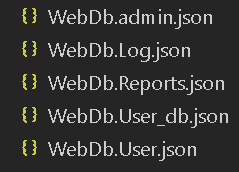 {} WebDb.admin.json
{} WebDb.Log.json
{} WebDb.Reports.json
{} WebDb.User_db.json
{} WebDb.User.json